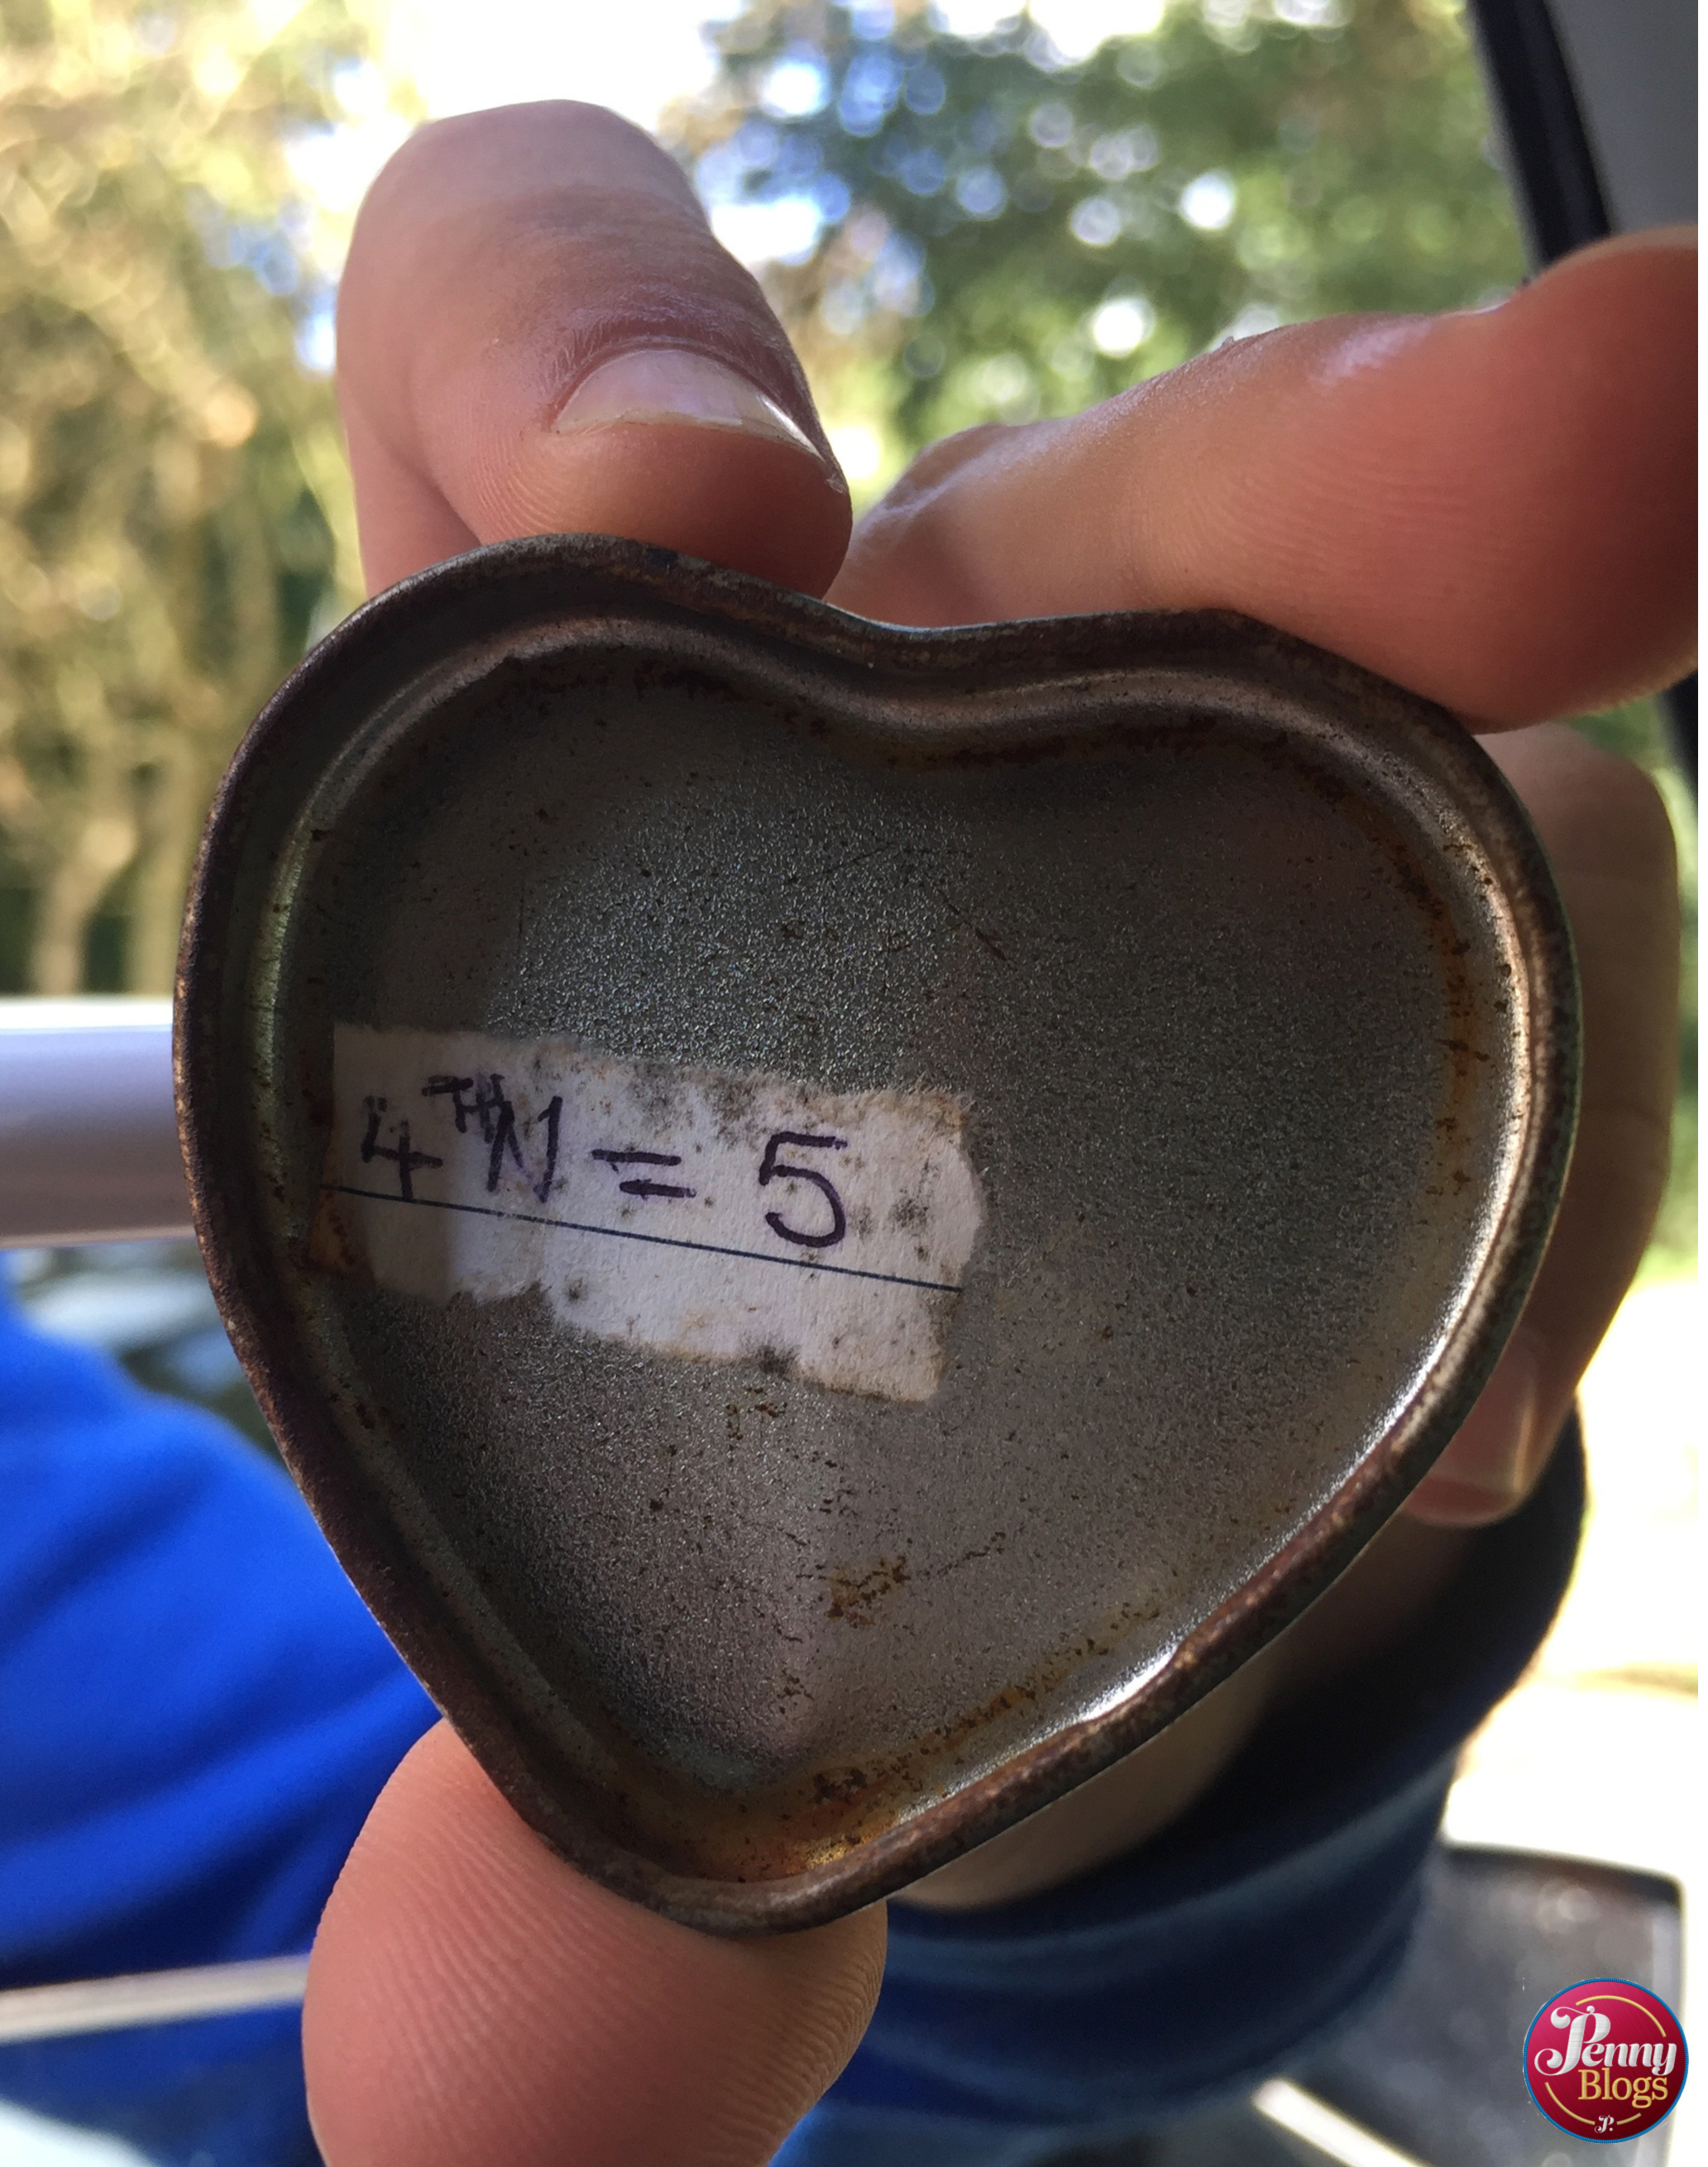 4TH N = 5
Penny
Blogs
P.